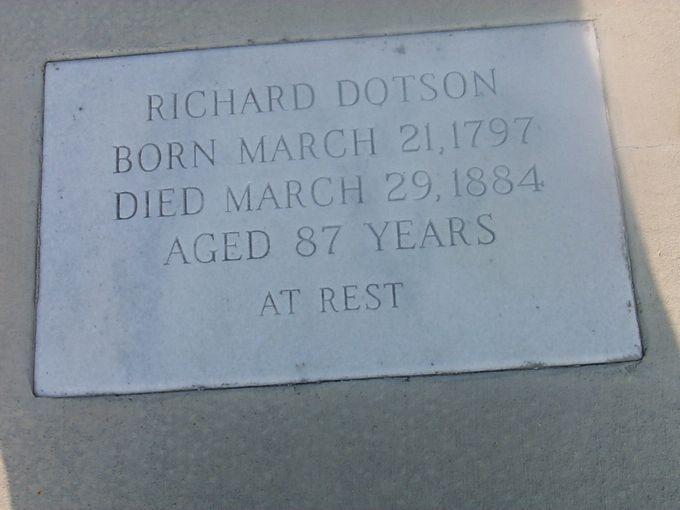 RICHARD DOTSON
BORN MARCH 21,1797
DIED MARCH 29,1884
AGED 87 YEARS
AT REST